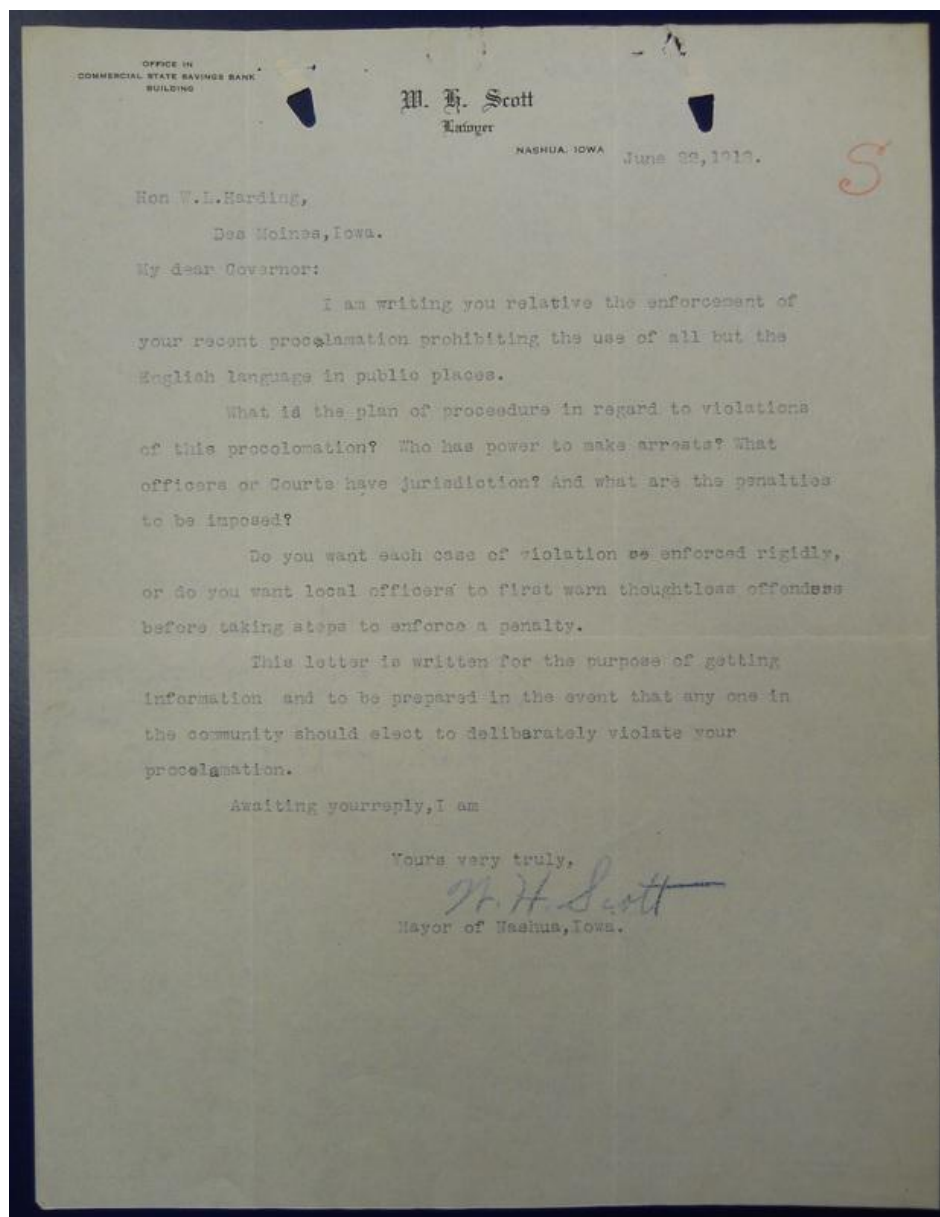 OFFICE IN
COMMERCIAL STATE SAVINGS BANK
BUILDING
W. H. Scott
Lawyer
NASHUA, IOWA
June 22,1918.
S
Hon W.L.Harding,
Des Moines,Iowa.
My dear Governor:
I am writing you relative the enforcement of
your recent procelamation prohibiting the use of all but the
English language in public places.
What id the plan of proceedure in regard to violations
of this procolomation? Who has power to make arrests? What
officers or Courts have jurisdiction? And what are the penalties
to be imposed?
Do you want each case of violation enforced rigidly,
or do you want local officers to first warn thoughtless
before taking steps to enforce a penalty.
This letter is written for the purpose of getting
information and to be prepared in the event that any one in
the community should elect to deliberately violate your
procelamation.
Awaiting yourreply,I am
Yours very truly,
W. H. Scott
Mayor of Nashua,Iowa.